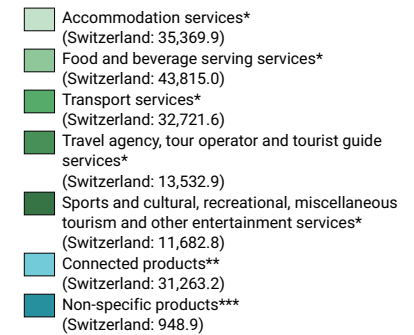 Accommodation services*
(Switzerland: 35,369.9)
Food and beverage serving services*
(Switzerland: 43,815.0)
Transport services*
(Switzerland: 32,721.6)
Travel agency, tour operator and tourist guide
services*
(Switzerland: 13,532.9)
Sports and cultural, recreational, miscellaneous
tourism and other entertainment services*
(Switzerland: 11,682.8)
Connected products**
(Switzerland: 31,263.2)
Non-specific products***
(Switzerland: 948.9)